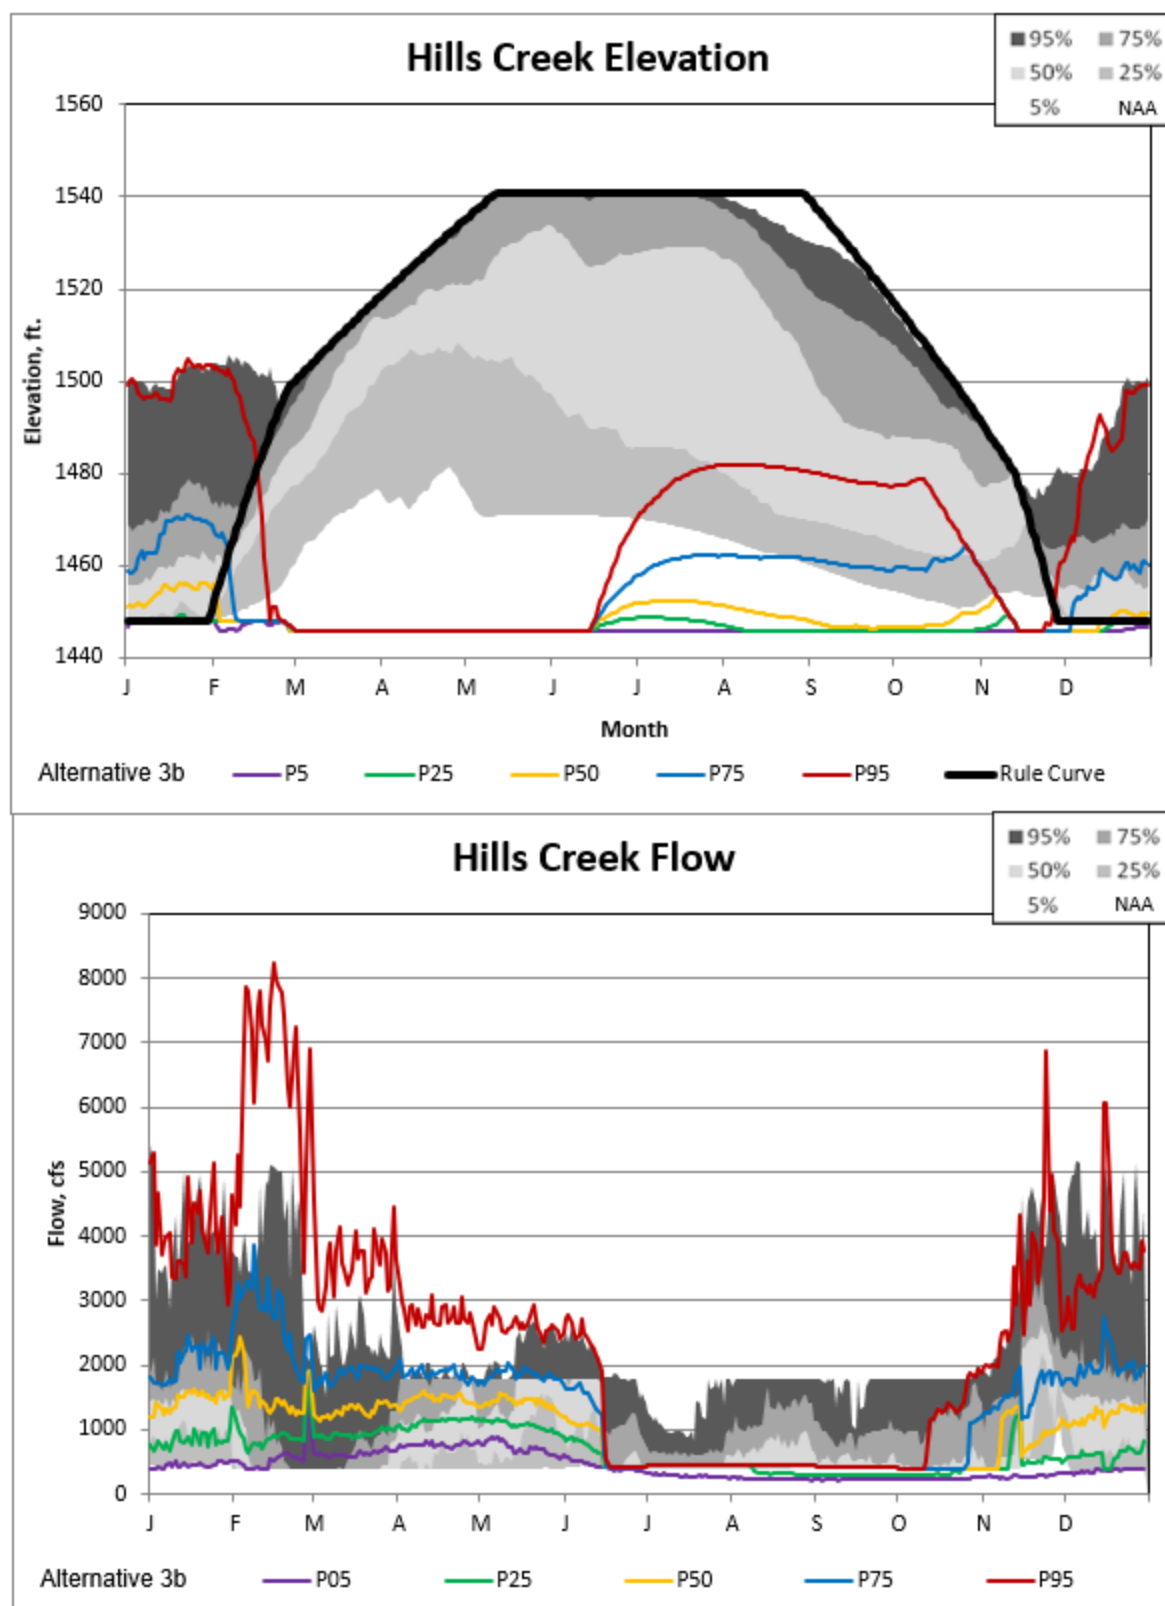 Hills Creek Elevation
95% 75%
50% 25%
5% NAA
1560
1540
1520
1500
1480
1460
1440
Elevation, ft.
J F M A M J J A S O N D
Month
Alternative 3b P5 P25 P50 P75 P95 Rule Curve
Hills Creek Flow
95% 75%
50% 25%
5% NAA
9000
8000
7000
6000
5000
4000
3000
2000
1000
0
Flow, cfs
J F M A M J J A S O N D
Alternative 3b P05 P25 P50 P75 P95